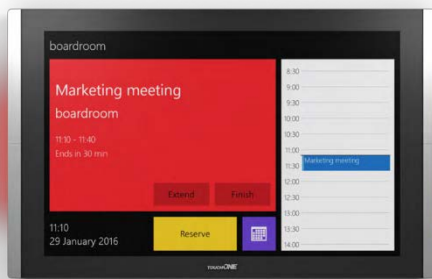 boardroom
Marketing meeting
boardroom
11:10 - 11:40
Ends in 30 min
Extend
Finish
11:10
29 January 2016
Reserve
8:30
9:00
9:30
10:00
10:30
11:00
Marketing meeting
11:30
12:00
12:30
13:00
13:30
14:00
TOUCHONE